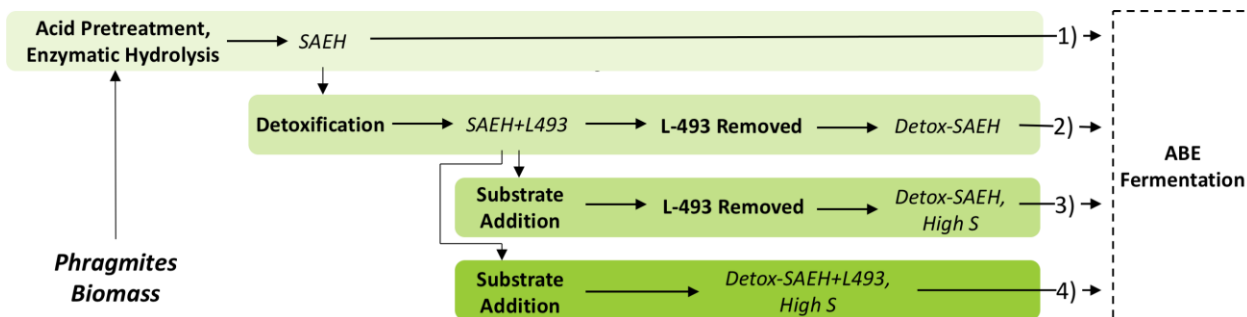 Acid Pretreatment,
Enzymatic Hydrolysis
SAEH
1)
Detoxification
SAEH+L493
L-493 Removed
Detox-SAEH
2)
ABE
Fermentation
Substrate
Addition
L-493 Removed
Detox-SAEH,
High S
3)
Phragmites
Biomass
Substrate
Addition
Detox-SAEH+L493,
High S
4)